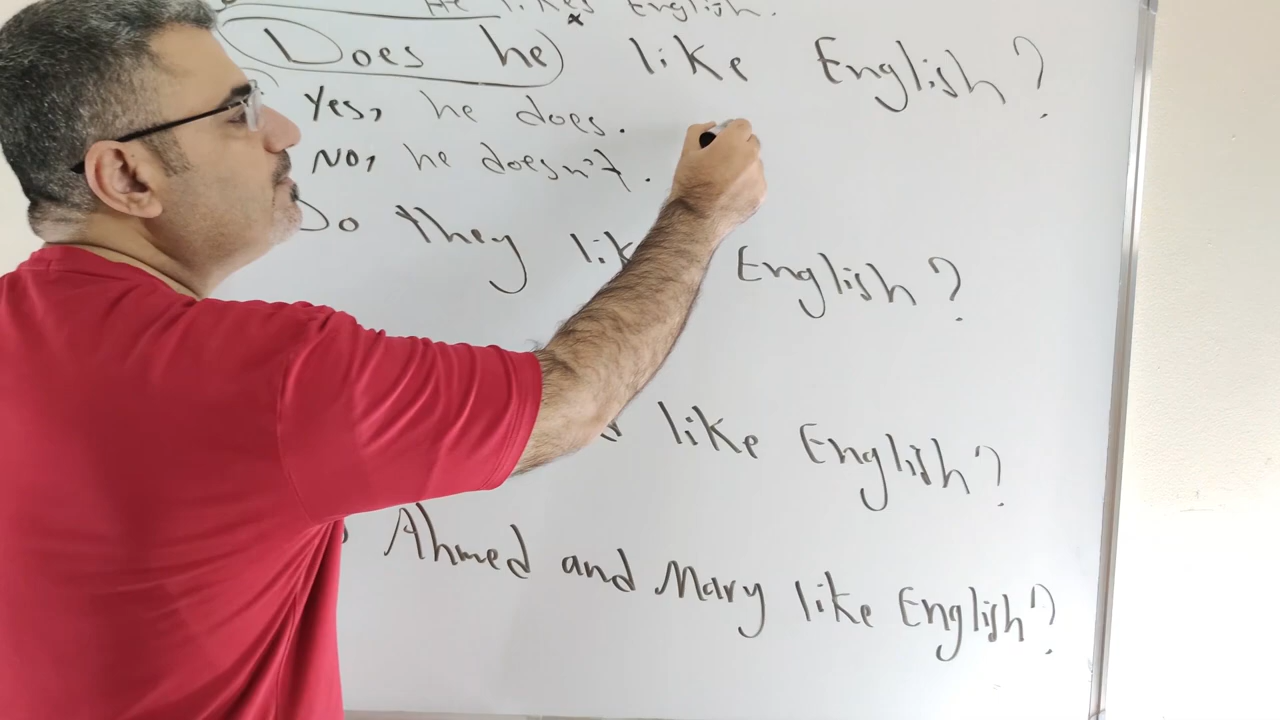 He likes English.
Does he like English?
Yes, he does.
No, he doesn't.
Do they like English?
like English?
Ahmed and Mary like English?